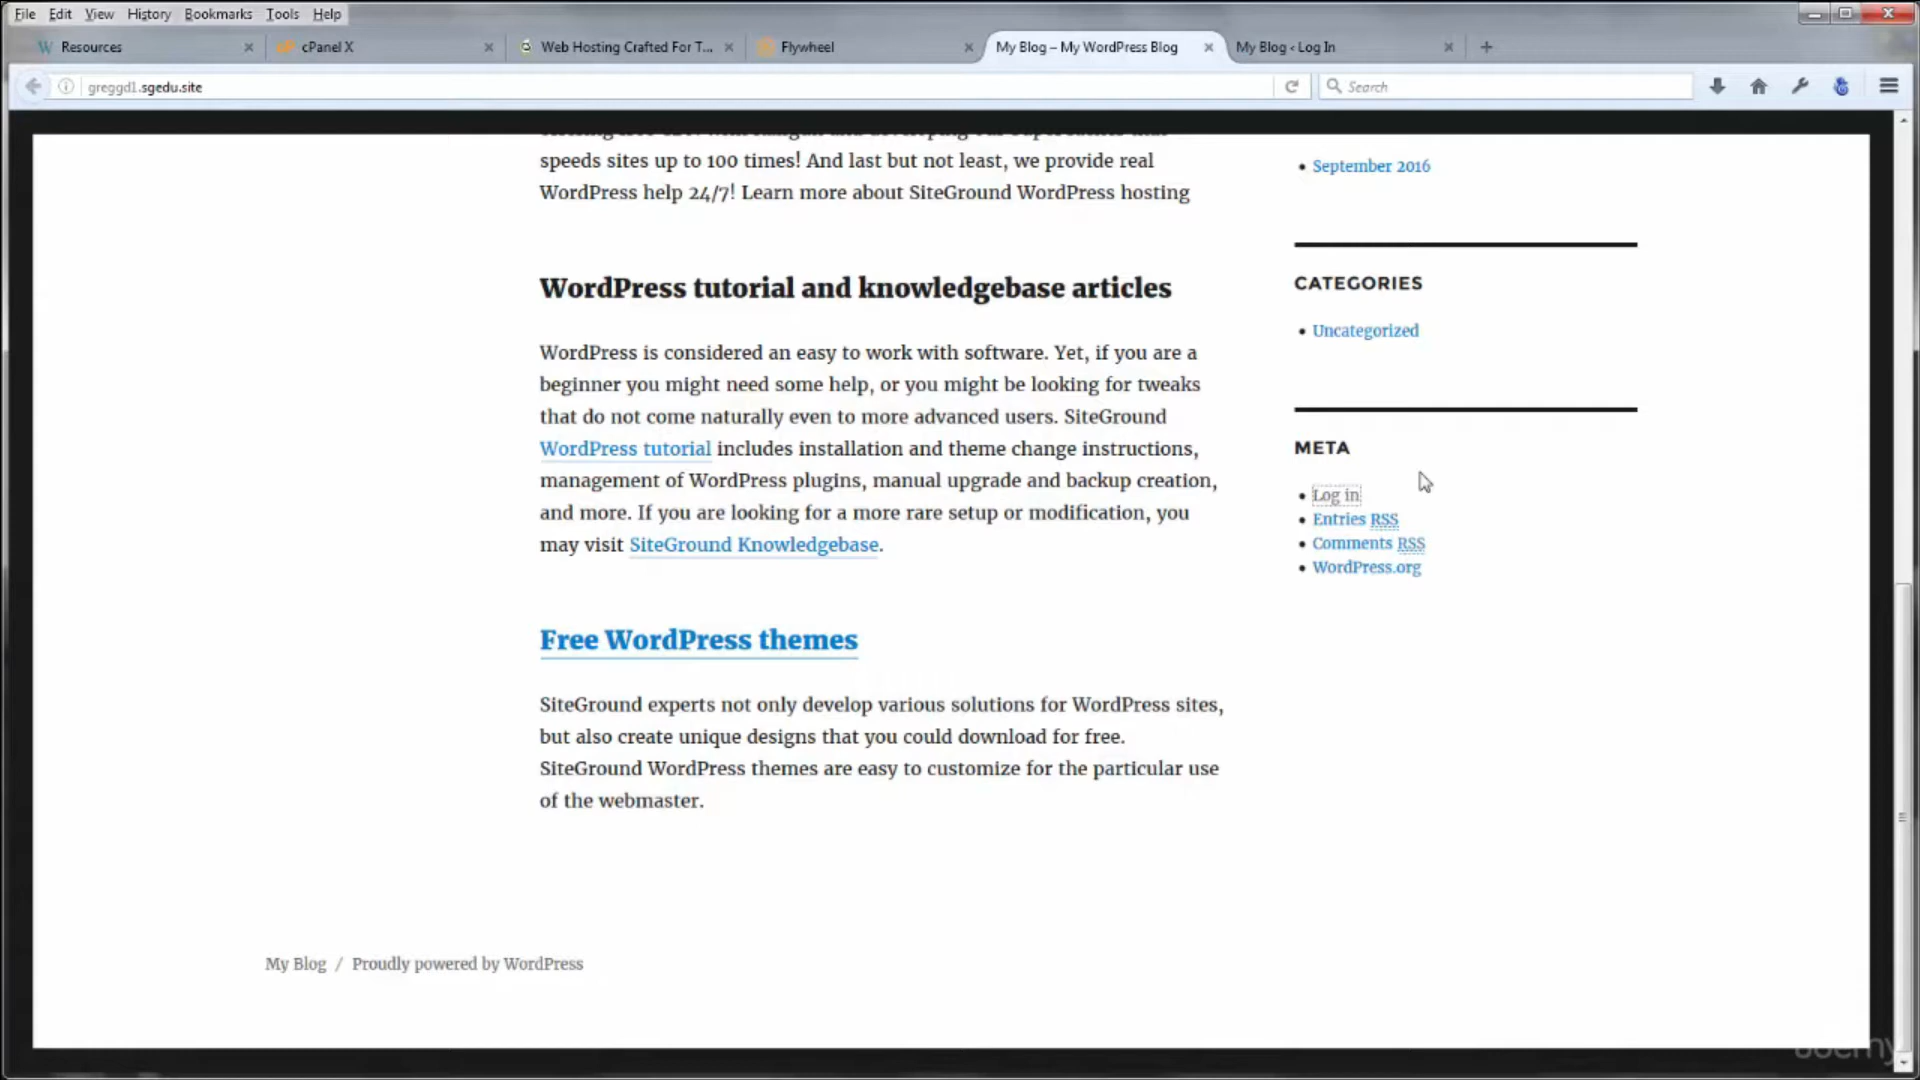 File Edit View History Bookmarks Tools Help
Resources
cPanel X
Web Hosting Crafted For T...
Flywheel
My Blog – My WordPress Blog
My Blog ‹ Log In
greggd1.sgedu.site
Search
speeds sites up to 100 times! And last but not least, we provide real
WordPress help 24/7! Learn more about SiteGround WordPress hosting
WordPress tutorial and knowledgebase articles
WordPress is considered an easy to work with software. Yet, if you are a
beginner you might need some help, or you might be looking for tweaks
that do not come naturally even to more advanced users. SiteGround
WordPress tutorial includes installation and theme change instructions,
management of WordPress plugins, manual upgrade and backup creation,
and more. If you are looking for a more rare setup or modification, you
may visit SiteGround Knowledgebase.
Free WordPress themes
SiteGround experts not only develop various solutions for WordPress sites,
but also create unique designs that you could download for free.
SiteGround WordPress themes are easy to customize for the particular use
of the webmaster.
September 2016
CATEGORIES
Uncategorized
META
Log in
Entries RSS
Comments RSS
WordPress.org
My Blog / Proudly powered by WordPress